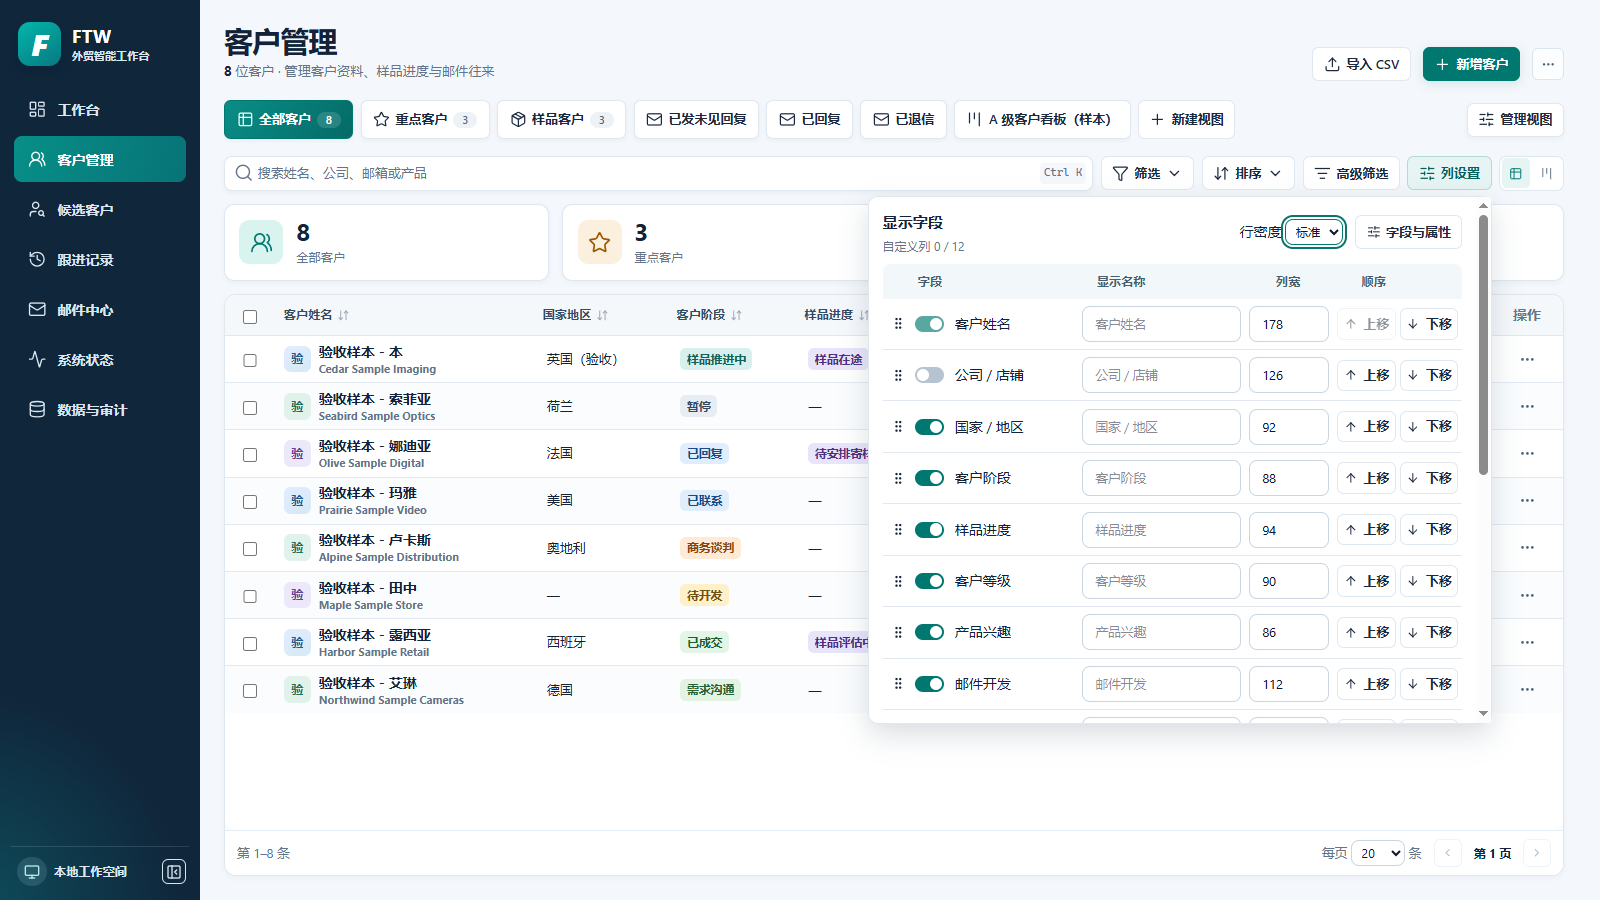 FTW
外贸智能工作台
工作台
客户管理
候选客户
跟进记录
邮件中心
系统状态
数据与审计
本地工作空间
客户管理
8 位客户 · 管理客户资料、样品进度与邮件往来
导入 CSV
新增客户
全部客户 8
重点客户 3
样品客户 3
已发未见回复
已回复
已退信
A 级客户看板（样本）
新建视图
管理视图
搜索姓名、公司、邮箱或产品
Ctrl K
筛选
排序
高级筛选
列设置
8
全部客户
3
重点客户
客户姓名 国家地区 客户阶段 样品进度 操作
验 验收样本 - 本 英国（验收） 样品推进中 样品在途
Cedar Sample Imaging
验 验收样本 - 索菲亚 荷兰 暂停 —
Seabird Sample Optics
验 验收样本 - 娜迪亚 法国 已回复 待安排寄
Olive Sample Digital
验 验收样本 - 玛雅 美国 已联系 —
Prairie Sample Video
验 验收样本 - 卢卡斯 奥地利 商务谈判 —
Alpine Sample Distribution
验 验收样本 - 田中 — 待开发 —
Maple Sample Store
验 验收样本 - 露西亚 西班牙 已成交 样品评估
Harbor Sample Retail
验 验收样本 - 艾琳 德国 需求沟通 —
Northwind Sample Cameras
显示字段
自定义列 0 / 12
行密度 标准
字段与属性
字段 显示名称 列宽 顺序
客户姓名 客户姓名 178 上移 下移
公司 / 店铺 公司 / 店铺 126 上移 下移
国家 / 地区 国家 / 地区 92 上移 下移
客户阶段 客户阶段 88 上移 下移
样品进度 样品进度 94 上移 下移
客户等级 客户等级 90 上移 下移
产品兴趣 产品兴趣 86 上移 下移
邮件开发 邮件开发 112 上移 下移
第 1–8 条
每页 20 条
第 1 页